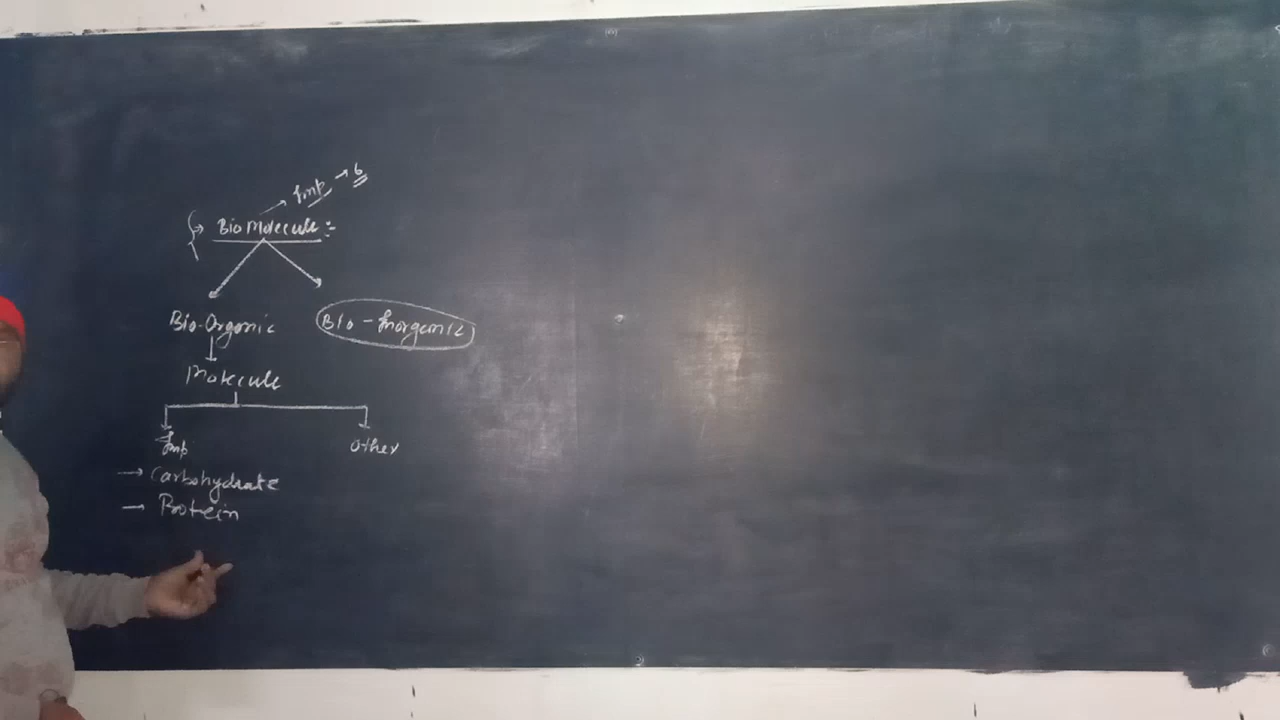 → Imp → 6
→ Bio Molecule :-
Bio-Organic
Bio - Inorganic
Molecule
Imp
Other
→ Carbohydrate
→ Protein